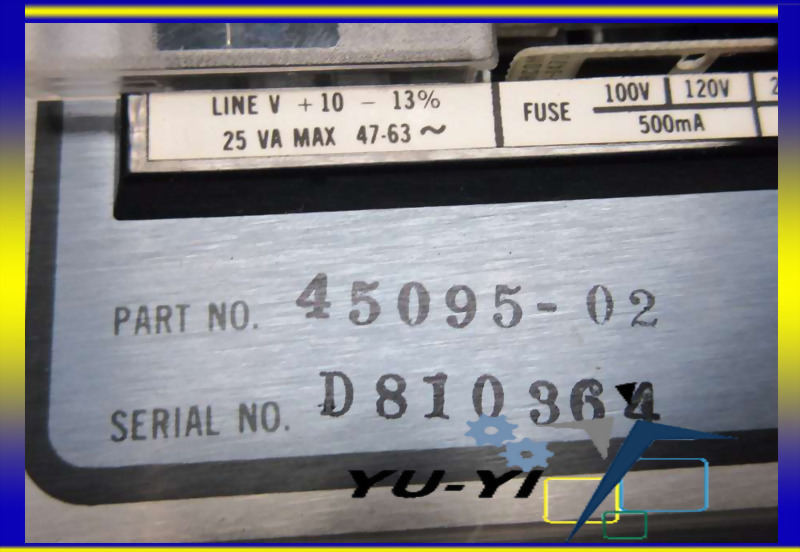 LINE V +10 - 13%
25 VA MAX 47-63 ~
FUSE
100V 120V
500mA
PART NO. 45095-02
SERIAL NO. D810364
YU-YI